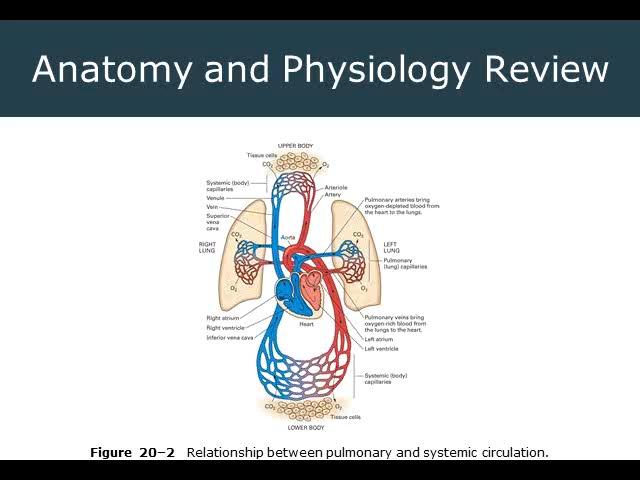 Anatomy and Physiology Review
UPPER BODY
Tissue cells
CO2
O2
Systemic (body)
capillaries
Venule
Vein
Superior
vena
cava
Arteriole
Artery
Pulmonary arteries bring
oxygen-depleted blood from
the heart to the lungs.
Aorta
CO2
CO2
RIGHT
LUNG
LEFT
LUNG
Pulmonary
(lung) capillaries
O2
O2
Right atrium
Right ventricle
Inferior vena cava
Heart
Pulmonary veins bring
oxygen-rich blood from
the lungs to the heart.
Left atrium
Left ventricle
Systemic (body)
capillaries
CO2
O2
Tissue cells
LOWER BODY
Figure 20–2 Relationship between pulmonary and systemic circulation.